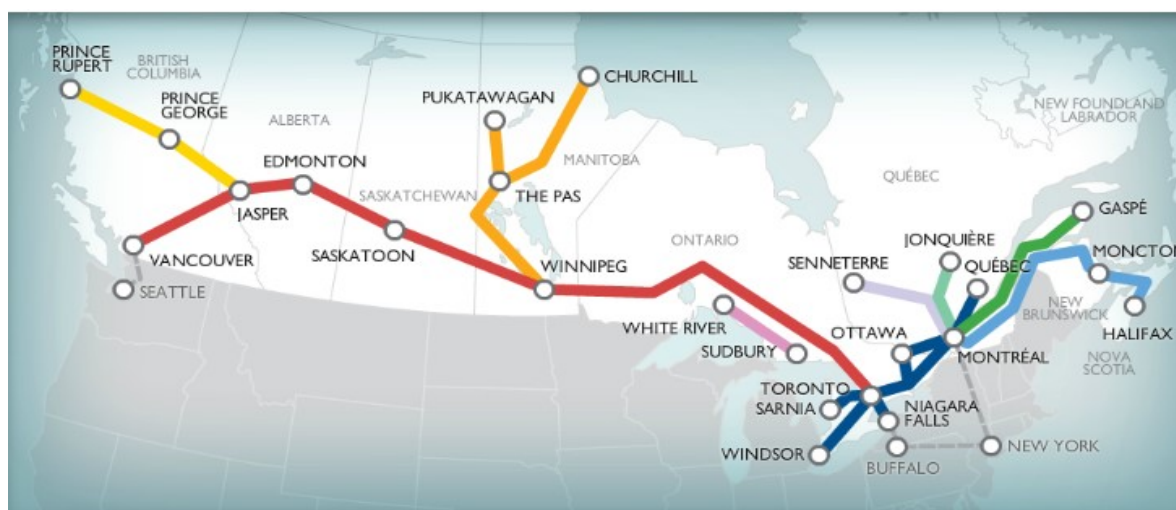 PRINCE
RUPERT
BRITISH
COLUMBIA
PRINCE
GEORGE
ALBERTA
EDMONTON
JASPER
VANCOUVER
SEATTLE
SASKATCHEWAN
SASKATOON
PUKATAWAGAN
CHURCHILL
MANITOBA
THE PAS
WINNIPEG
ONTARIO
WHITE RIVER
SUDBURY
SENNETERRE
QUÉBEC
JONQUIÈRE
QUÉBEC
NEW FOUNDLAND
LABRADOR
GASPÉ
MONCTON
NEW
BRUNSWICK
HALIFAX
NOVA
SCOTIA
OTTAWA
MONTRÉAL
TORONTO
SARNIA
NIAGARA
FALLS
WINDSOR
BUFFALO
NEW YORK